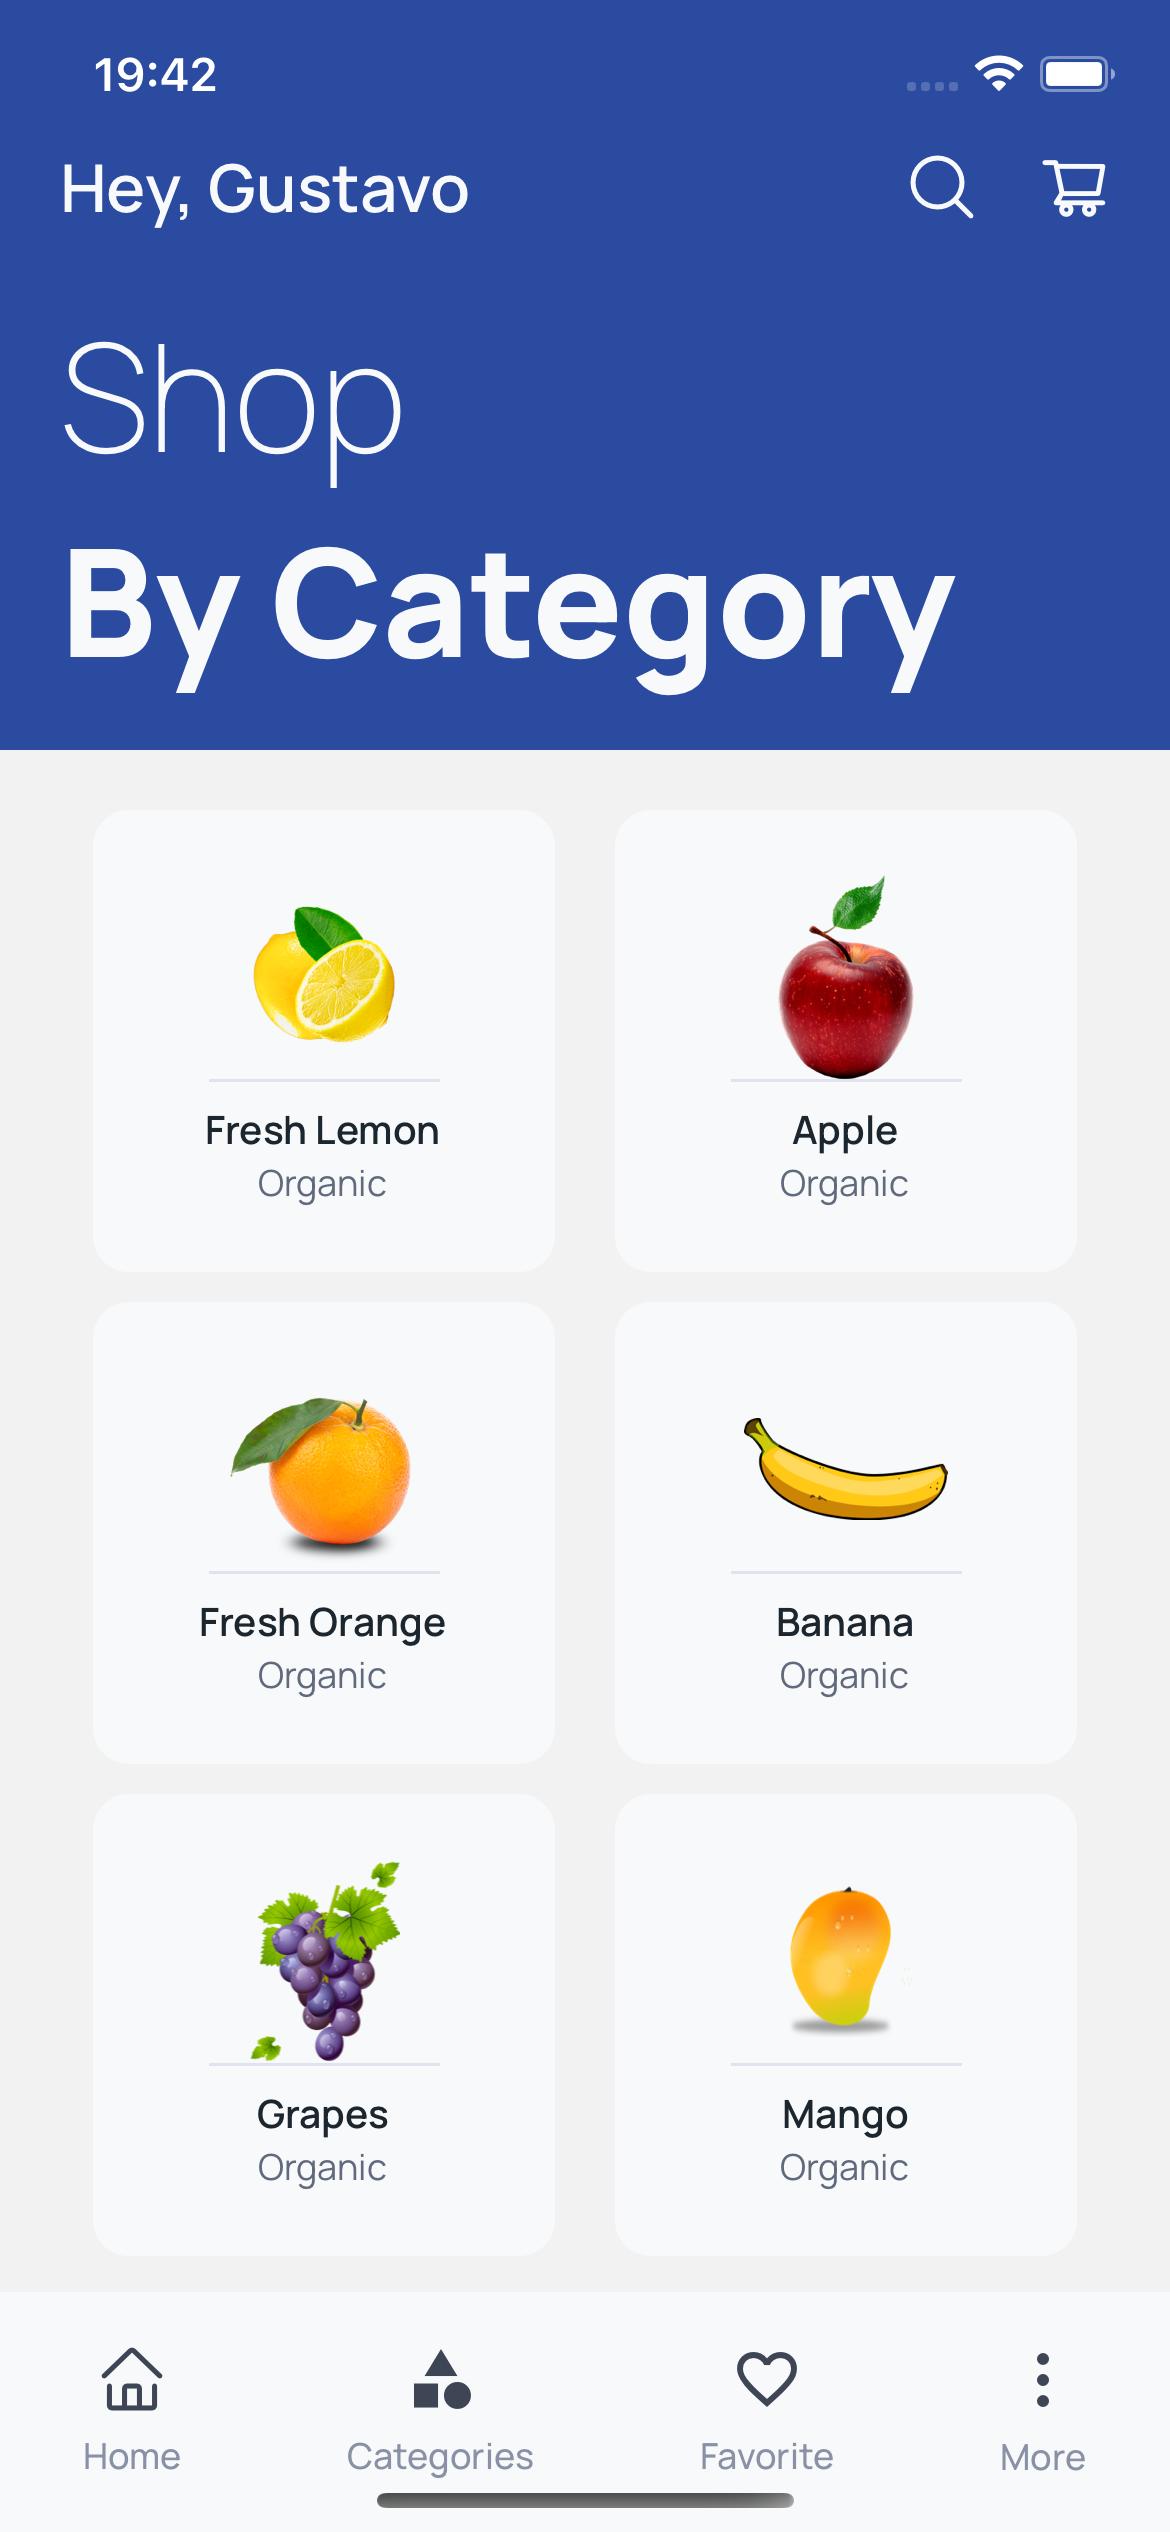 19:42
Hey, Gustavo
Shop
By Category
Fresh Lemon
Organic
Apple
Organic
Fresh Orange
Organic
Banana
Organic
Grapes
Organic
Mango
Organic
Home
Categories
Favorite
More